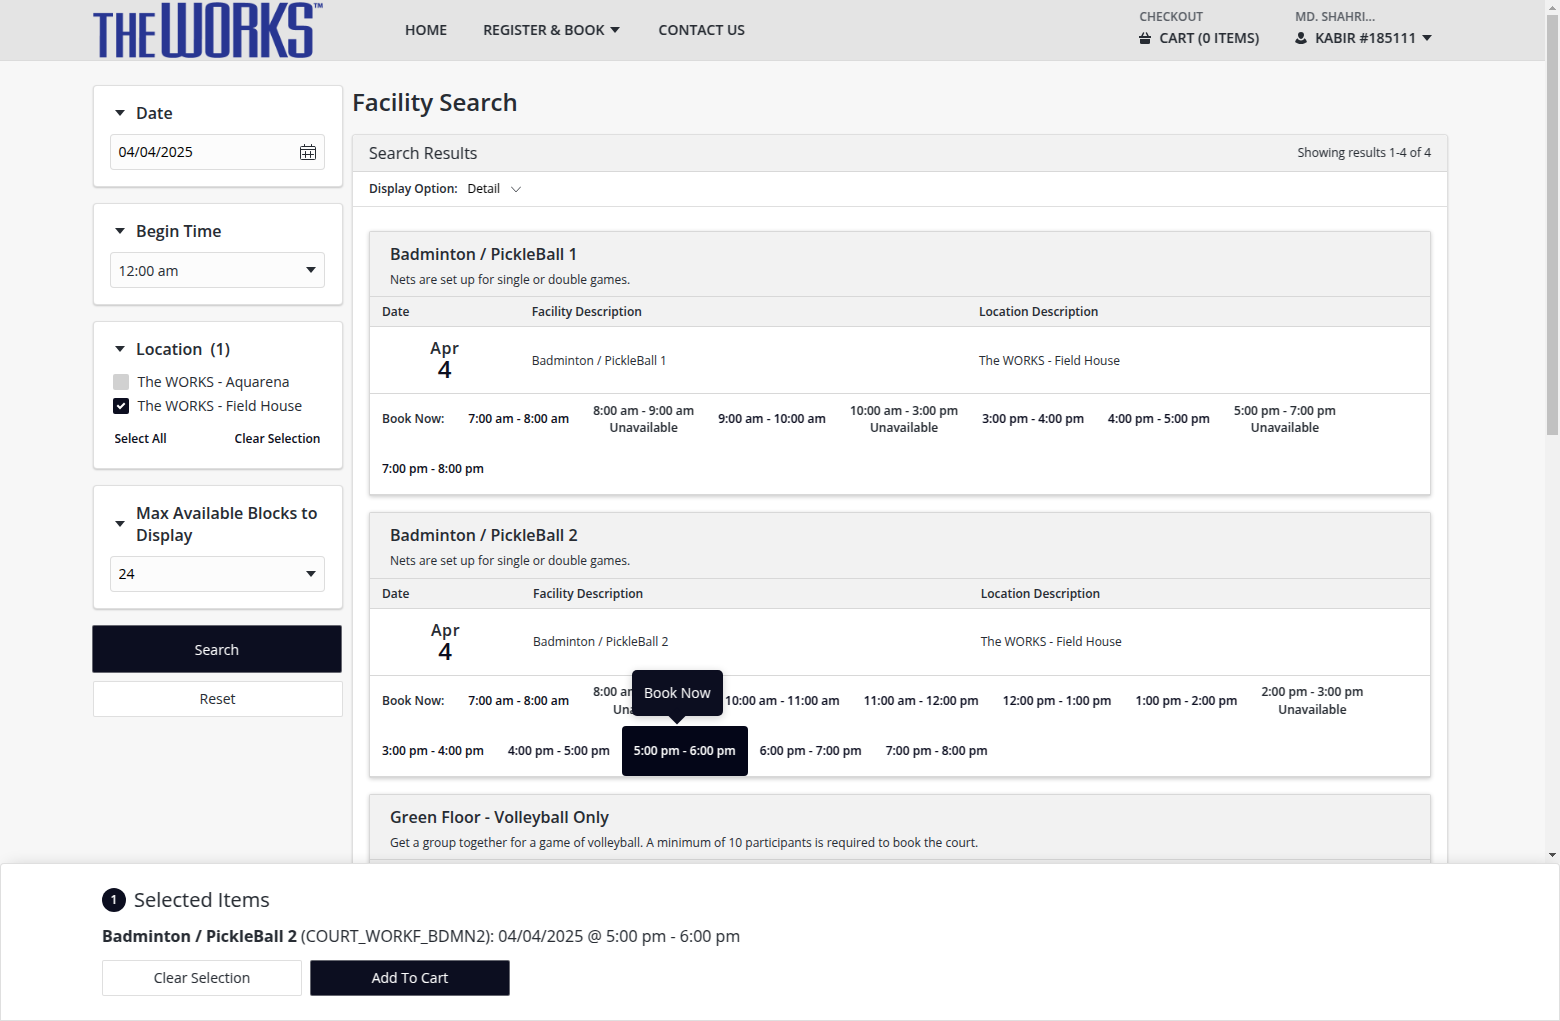 THE WORKS™
HOME
REGISTER & BOOK
CONTACT US
CHECKOUT
CART (0 ITEMS)
MD. SHAHRI...
KABIR #185111
Date
04/04/2025
Begin Time
12:00 am
Location (1)
The WORKS - Aquarena
The WORKS - Field House
Select All
Clear Selection
Max Available Blocks to
Display
24
Search
Reset
Facility Search
Search Results
Showing results 1-4 of 4
Display Option: Detail
Badminton / PickleBall 1
Nets are set up for single or double games.
Date Facility Description Location Description
Apr
4
Badminton / PickleBall 1
The WORKS - Field House
Book Now:
7:00 am - 8:00 am
8:00 am - 9:00 am
Unavailable
9:00 am - 10:00 am
10:00 am - 3:00 pm
Unavailable
3:00 pm - 4:00 pm
4:00 pm - 5:00 pm
5:00 pm - 7:00 pm
Unavailable
7:00 pm - 8:00 pm
Badminton / PickleBall 2
Nets are set up for single or double games.
Date Facility Description Location Description
Apr
4
Badminton / PickleBall 2
The WORKS - Field House
Book Now:
7:00 am - 8:00 am
8:00 a
Una
Book Now
10:00 am - 11:00 am
11:00 am - 12:00 pm
12:00 pm - 1:00 pm
1:00 pm - 2:00 pm
2:00 pm - 3:00 pm
Unavailable
3:00 pm - 4:00 pm
4:00 pm - 5:00 pm
5:00 pm - 6:00 pm
6:00 pm - 7:00 pm
7:00 pm - 8:00 pm
Green Floor - Volleyball Only
Get a group together for a game of volleyball. A minimum of 10 participants is required to book the court.
1 Selected Items
Badminton / PickleBall 2 (COURT_WORKF_BDMN2): 04/04/2025 @ 5:00 pm - 6:00 pm
Clear Selection
Add To Cart